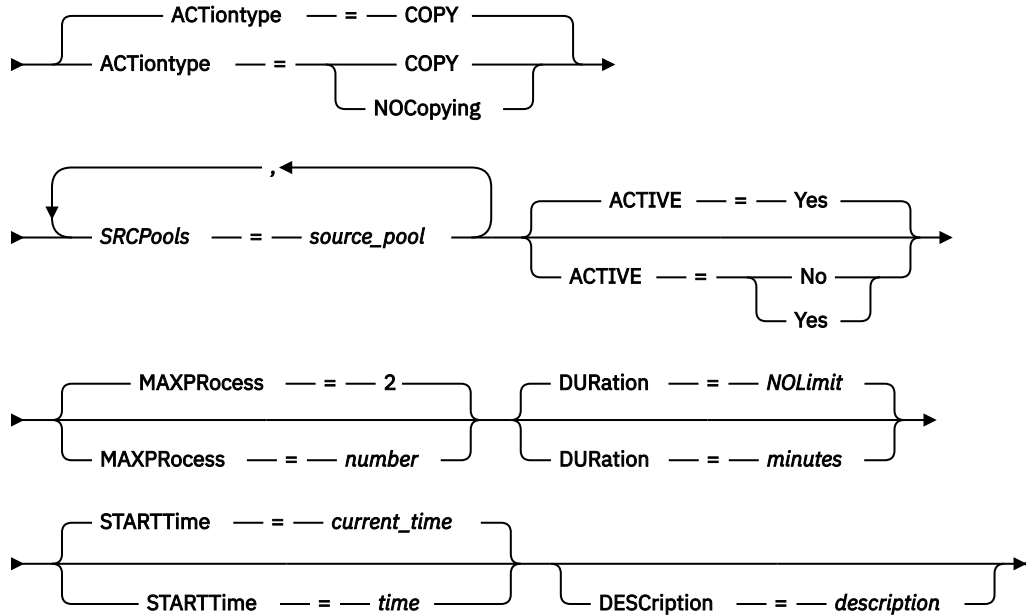 ACTiontype = COPY
ACTiontype = COPY
NOCopying
,
SRCPools = source_pool
ACTIVE = Yes
ACTIVE = No
Yes
MAXPRocess = 2
DURation = NOLimit
MAXPRocess = number
DURation = minutes
STARTTime = current_time
STARTTime = time
DESCription = description